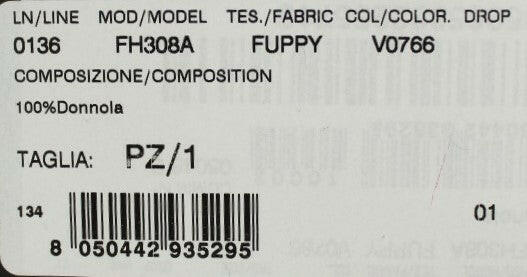 LN/LINE MOD/MODEL TES./FABRIC COL/COLOR. DROP
0136 FH308A FUPPY V0766
COMPOSIZIONE/COMPOSITION
100%Donnola
TAGLIA: PZ/1
134 01
8 050442 935295